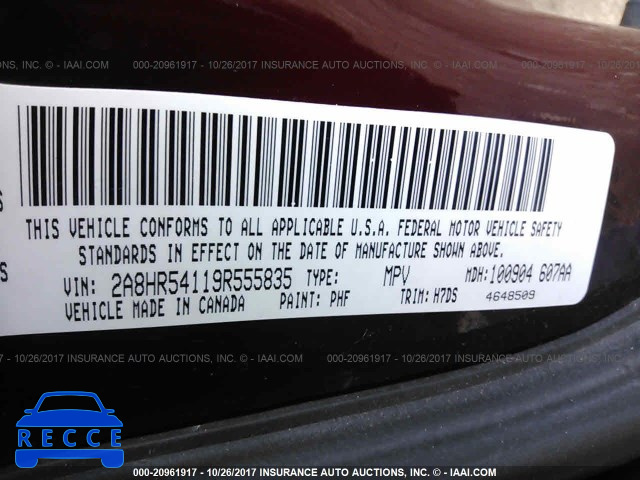 000-20961917 - 10/26/2017 INSURANCE AUTO AUCTIONS, INC. - IAAI.COM
THIS VEHICLE CONFORMS TO ALL APPLICABLE U.S.A. FEDERAL MOTOR VEHICLE SAFETY
STANDARDS IN EFFECT ON THE DATE OF MANUFACTURE SHOWN ABOVE.
VIN: 2A8HR54119R555835 TYPE: MPV MDH: 100904 607AA
VEHICLE MADE IN CANADA PAINT: PHF TRIM: H7DS 4648509
000-20961917 - 10/26/2017 INSURANCE AUTO AUCTIONS, INC. - IAAI.COM
RECCE
000-20961917 - 10/26/2017 INSURANCE AUTO AUCTIONS, INC. - IAAI.COM